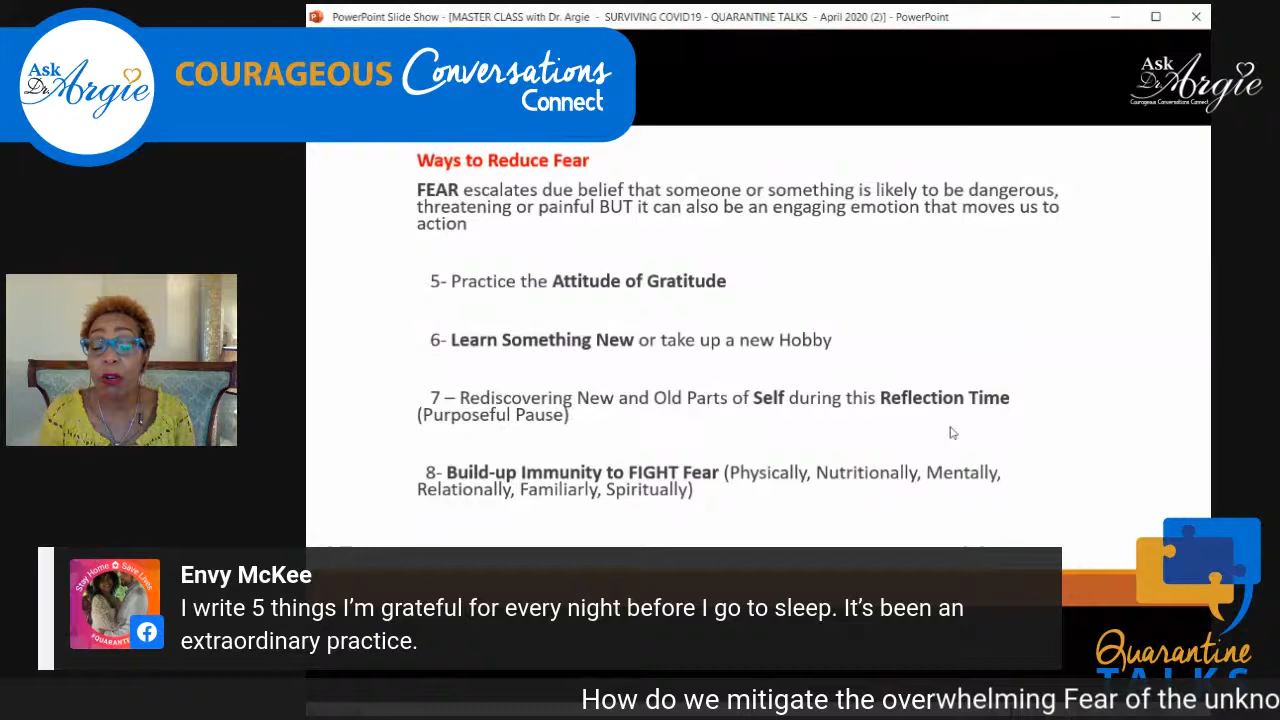 PowerPoint Slide Show - [MASTER CLASS with Dr. Argie - SURVIVING COVID19 - QUARANTINE TALKS - April 2020 (2)] - PowerPoint
Ask
Dr. Argie
COURAGEOUS Conversations
Connect
Ask
Dr. Argie
Courageous Conversations Connect
Ways to Reduce Fear
FEAR escalates due belief that someone or something is likely to be dangerous,
threatening or painful BUT it can also be an engaging emotion that moves us to
action
5- Practice the Attitude of Gratitude
6- Learn Something New or take up a new Hobby
7 – Rediscovering New and Old Parts of Self during this Reflection Time
(Purposeful Pause)
8- Build-up Immunity to FIGHT Fear (Physically, Nutritionally, Mentally,
Relationally, Familiarly, Spiritually)
Stay Home Save Lives
Envy McKee
I write 5 things I’m grateful for every night before I go to sleep. It’s been an
extraordinary practice.
Quarantine
TALKS
How do we mitigate the overwhelming Fear of the unkno